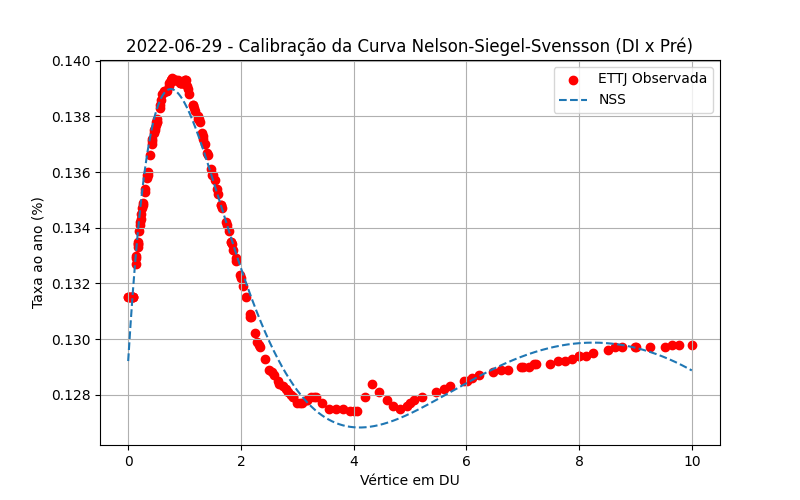 2022-06-29 - Calibração da Curva Nelson-Siegel-Svensson (DI x Pré)
ETTJ Observada
NSS
Taxa ao ano (%)
0.140
0.138
0.136
0.134
0.132
0.130
0.128
0
2
4
6
8
10
Vértice em DU